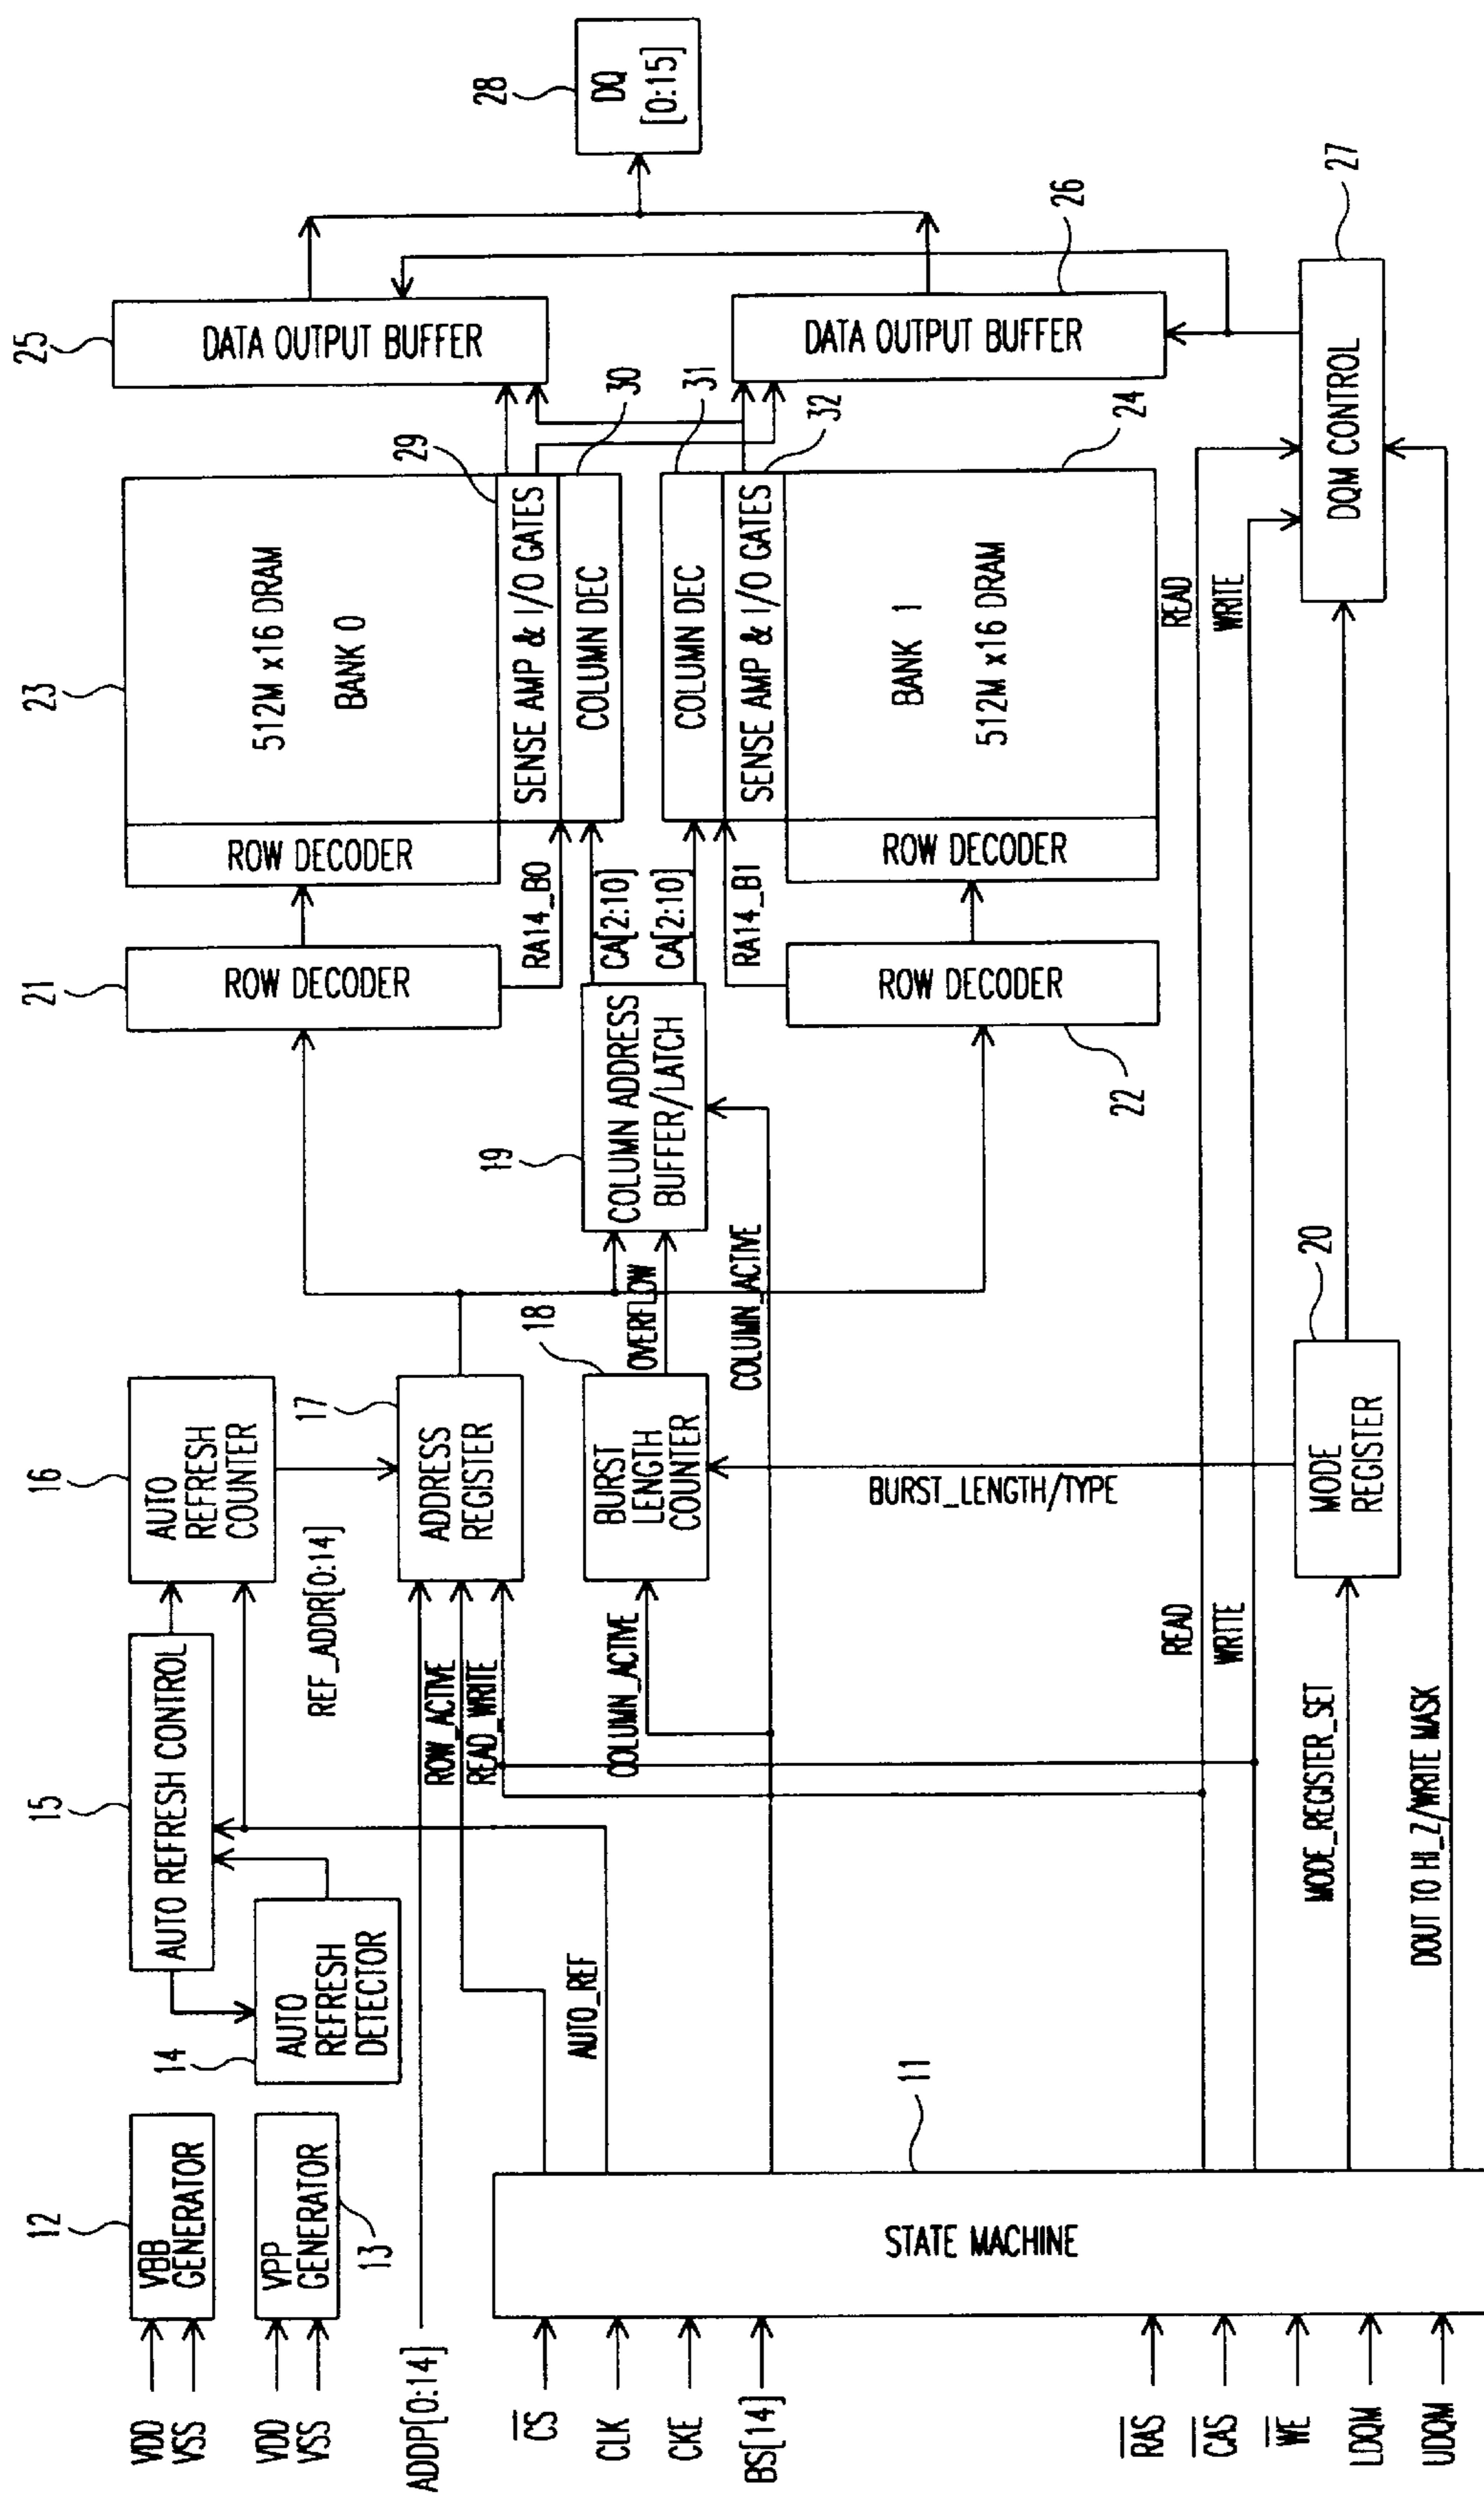 VDD
VSS
12
VBB
GENERATOR
VDD
VSS
VPP
GENERATOR
13
14
AUTO
REFRESH
DETECTOR
15
AUTO REFRESH CONTROL
16
AUTO
REFRESH
COUNTER
REF_ADDR[0:14]
ADDP[0:14]
ROW_ACTIVE
READ_WRITE
17
ADDRESS
REGISTER
AUTO_REF
COLUMN_ACTIVE
18
BURST
LENGTH
COUNTER
OVERFLOW
COLUMN_ACTIVE
19
COLUMN ADDRESS
BUFFER/LATCH
21
ROW DECODER
ROW DECODER
RA14_B0
CA[2:10]
CA[2:10]
RA14_B1
22
ROW DECODER
ROW DECODER
23
512M x16 DRAM
BANK 0
29
SENSE AMP & I/O GATES
30
COLUMN DEC
31
COLUMN DEC
32
SENSE AMP & I/O GATES
BANK 1
512M x16 DRAM
24
25
DATA OUTPUT BUFFER
26
DATA OUTPUT BUFFER
28
DQ
[0:15]
CS
CLK
CKE
BS[14]
RAS
CAS
WE
LDQM
UDQM
11
STATE MACHINE
BURST_LENGTH/TYPE
READ
WRITE
READ
WRITE
MODE_REGISTER_SET
20
MODE
REGISTER
DOUT TO HI_Z/WRITE MASK
27
DQM CONTROL